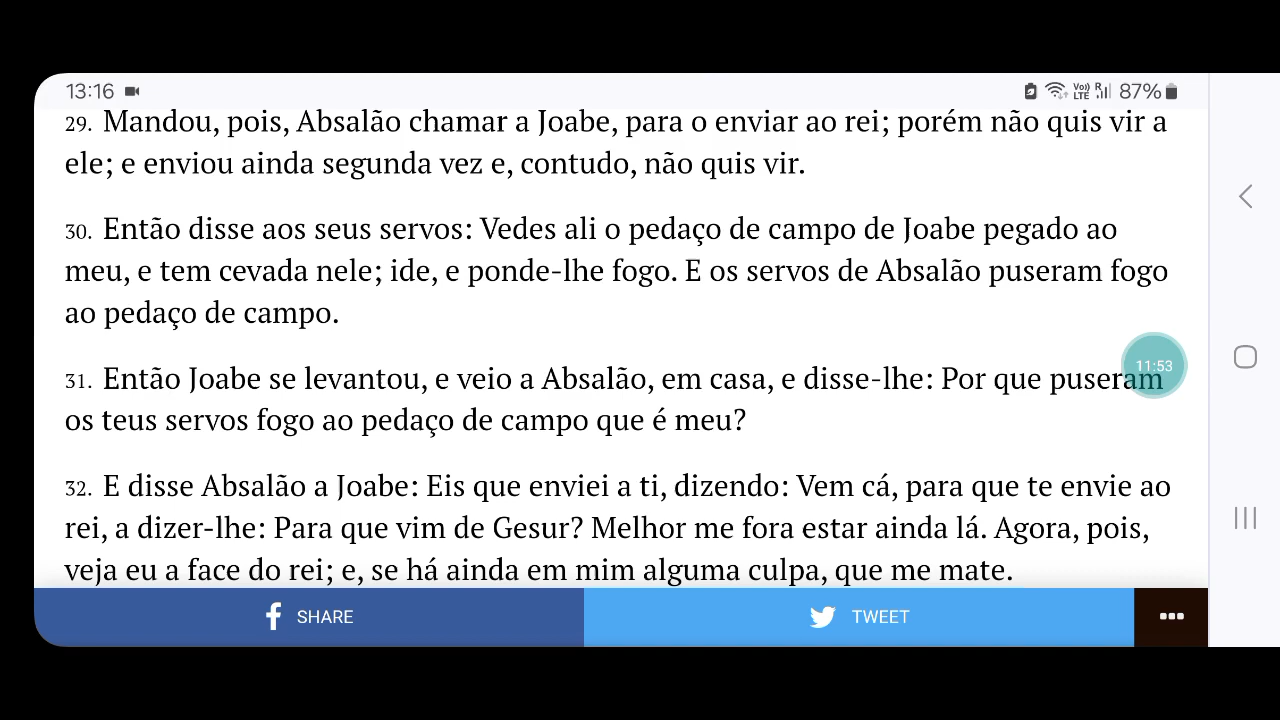 13:16
Vo)) LTE R 87%
29. Mandou, pois, Absalão chamar a Joabe, para o enviar ao rei; porém não quis vir a
ele; e enviou ainda segunda vez e, contudo, não quis vir.
30. Então disse aos seus servos: Vedes ali o pedaço de campo de Joabe pegado ao
meu, e tem cevada nele; ide, e ponde-lhe fogo. E os servos de Absalão puseram fogo
ao pedaço de campo.
31. Então Joabe se levantou, e veio a Absalão, em casa, e disse-lhe: Por que puseram
11:53
os teus servos fogo ao pedaço de campo que é meu?
32. E disse Absalão a Joabe: Eis que enviei a ti, dizendo: Vem cá, para que te envie ao
rei, a dizer-lhe: Para que vim de Gesur? Melhor me fora estar ainda lá. Agora, pois,
veja eu a face do rei; e, se há ainda em mim alguma culpa, que me mate.
SHARE
TWEET